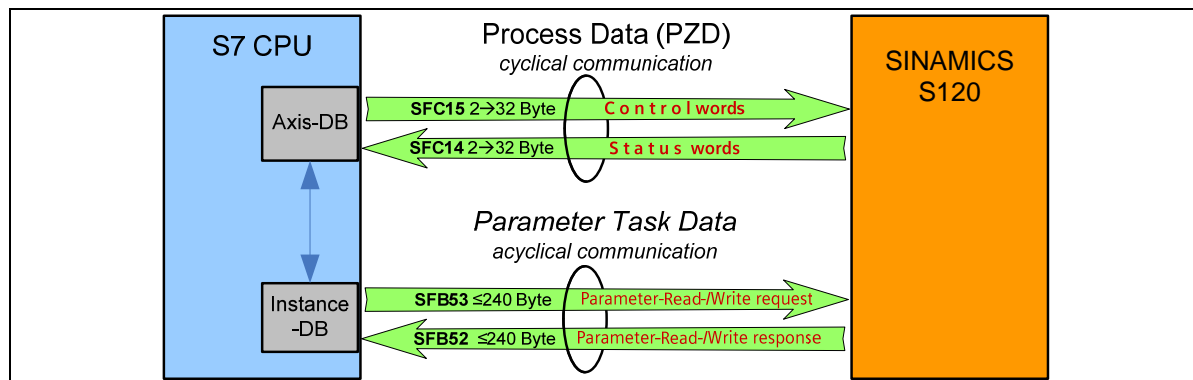 S7 CPU
Axis-DB
Instance
-DB
Process Data (PZD)
cyclical communication
SFC15 2→32 Byte Control words
SFC14 2→32 Byte Status words
Parameter Task Data
acyclical communication
SFB53 ≤240 Byte Parameter-Read-/Write request
SFB52 ≤240 Byte Parameter-Read-/Write response
SINAMICS
S120